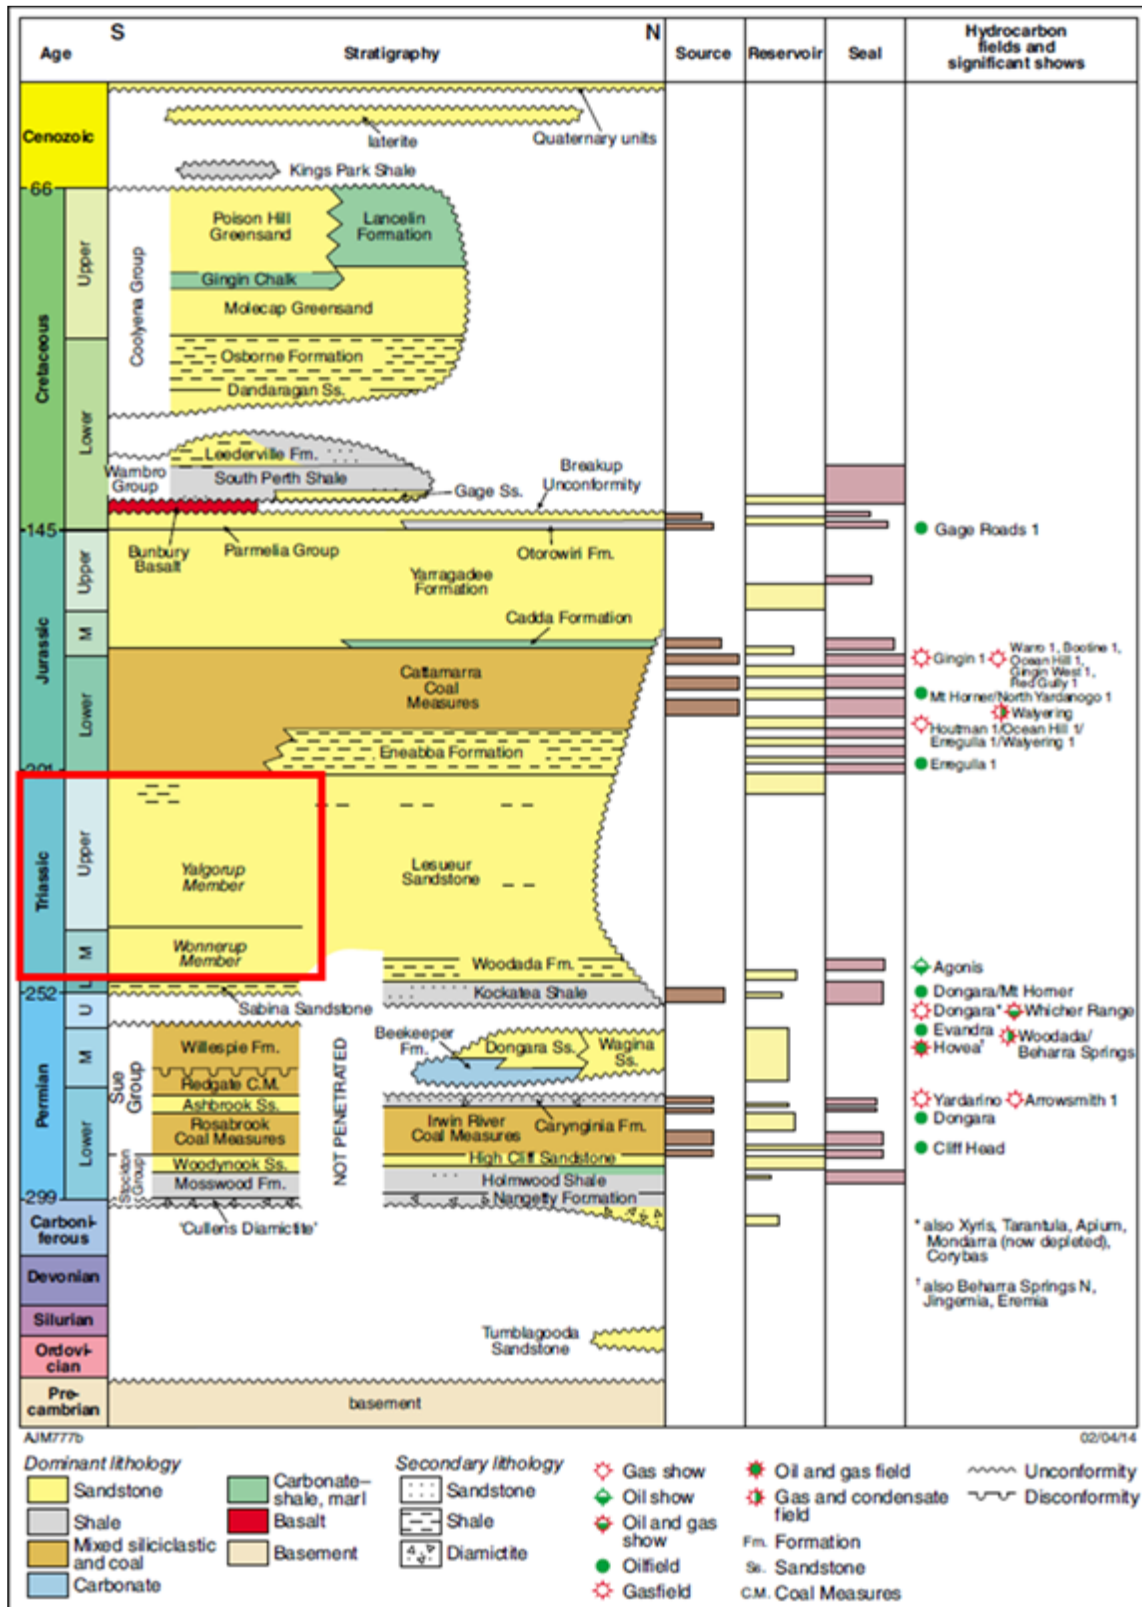 S
N
Age
Stratigraphy
Source
Reservoir
Seal
Hydrocarbon
fields and
significant shows
Cenozoic
laterite
Quaternary units
Kings Park Shale
66
Cretaceous
Upper
Lower
Coolyena Group
Poison Hill
Greensand
Lancelin
Formation
Gingin Chalk
Molecap Greensand
Osborne Formation
Dandaragan Ss.
Leederville Fm.
Wambro
Group
South Perth Shale
Gage Ss.
Breakup
Unconformity
145
Bunbury
Basalt
Parmelia Group
Otorowiri Fm.
Gage Roads 1
Jurassic
Upper
M
Lower
Yarragadee
Formation
Cadda Formation
Cattamarra
Coal
Measures
Eneabba Formation
Gingin 1
Warro 1, Bootine 1,
Ocean Hill 1,
Gingin West 1,
Red Gully 1
Mt Horner/North Yardanogo 1
Walyering
Houtman 1/Ocean Hill 1/
Erregulla 1/Walyering 1
Erregulla 1
201
Triassic
Upper
M
L
Yalgorup
Member
Lesueur
Sandstone
Wonnerup
Member
Woodada Fm.
Kockatea Shale
Sabina Sandstone
Agonis
Dongara/Mt Horner
Dongara*
Whicher Range
Evandra
Hovea†
Woodada/
Beharra Springs
252
Permian
U
M
Lower
Sue
Group
Stockton
Group
Willespie Fm.
Redgate C.M.
Ashbrook Ss.
Rosabrook
Coal Measures
Woodynook Ss.
Mosswood Fm.
'Cullens Diamictite'
NOT PENETRATED
Beekeeper
Fm.
Dongara Ss.
Wagina
Ss.
Irwin River
Coal Measures
Carynginia Fm.
High Cliff Sandstone
Holmwood Shale
Nangetty Formation
Yardarino
Arrowsmith 1
Dongara
Cliff Head
299
Carboni-
ferous
Devonian
Silurian
Ordovi-
cian
Pre-
cambrian
Tumblagooda
Sandstone
basement
* also Xyris, Tarantula, Apium,
Mondarra (now depleted),
Corybas
† also Beharra Springs N,
Jingemia, Eremia
AJM777b
02/04/14
Dominant lithology
Sandstone
Shale
Mixed siliciclastic
and coal
Carbonate
Carbonate–
shale, marl
Basalt
Basement
Secondary lithology
Sandstone
Shale
Diamictite
Gas show
Oil show
Oil and gas
show
Oilfield
Gasfield
Oil and gas field
Gas and condensate
field
Fm. Formation
Ss. Sandstone
C.M. Coal Measures
Unconformity
Disconformity